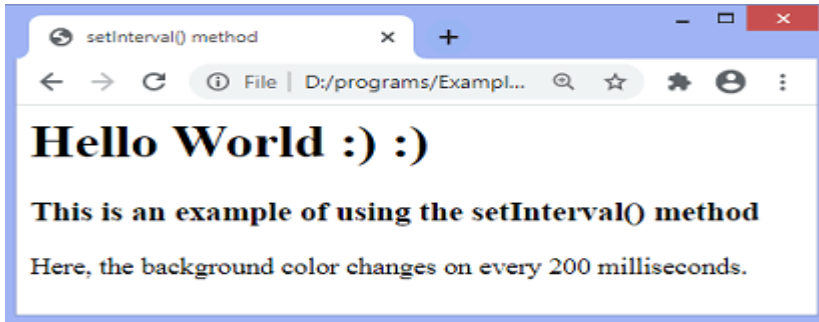 setInterval() method
File | D:/programs/Exampl...
Hello World :) :)
This is an example of using the setInterval() method
Here, the background color changes on every 200 milliseconds.